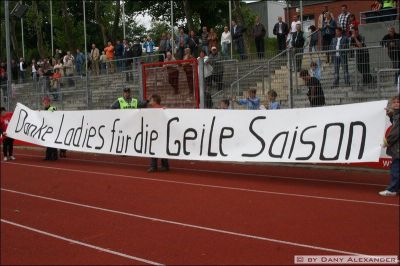 Danke Ladies für die Geile Saison
© by Dany Alexander